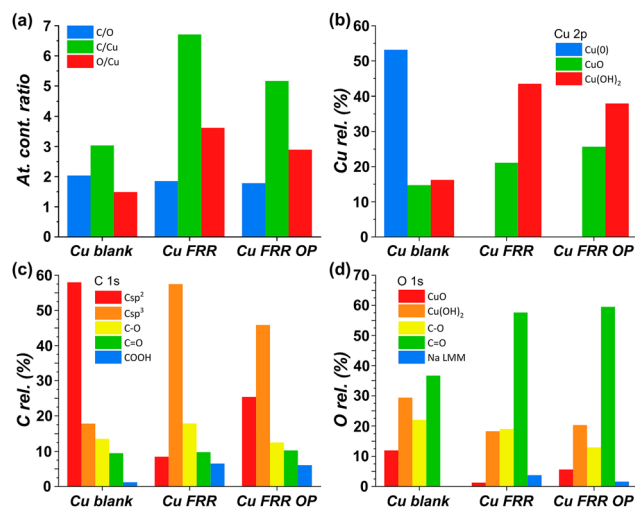 (a)
C/O
C/Cu
O/Cu
At. cont. ratio
7
6
5
4
3
2
1
0
Cu blank
Cu FRR
Cu FRR OP
(b)
Cu 2p
Cu(0)
CuO
Cu(OH)₂
Cu rel. (%)
60
50
40
30
20
10
0
Cu blank
Cu FRR
Cu FRR OP
(c)
C 1s
Csp²
Csp³
C-O
C=O
COOH
C rel. (%)
60
50
40
30
20
10
0
Cu blank
Cu FRR
Cu FRR OP
(d)
O 1s
CuO
Cu(OH)₂
C-O
C=O
Na LMM
O rel. (%)
70
60
50
40
30
20
10
0
Cu blank
Cu FRR
Cu FRR OP